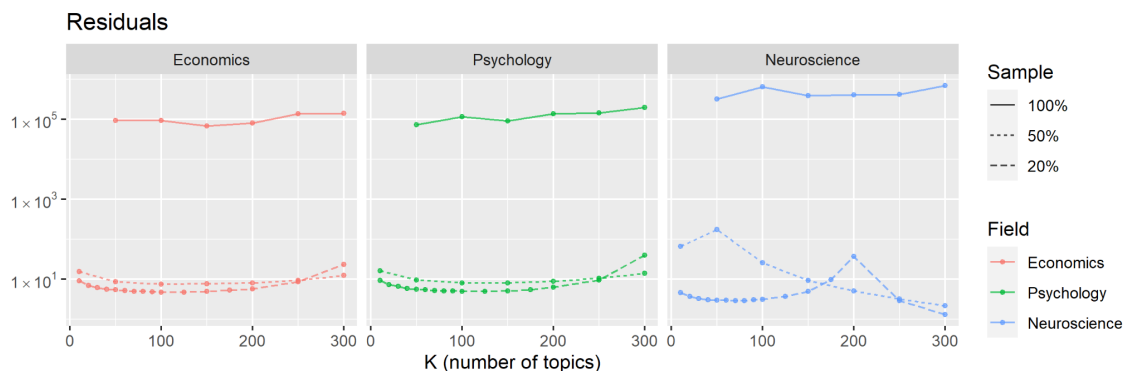 Residuals
Economics
Psychology
Neuroscience
1 × 10^5
1 × 10^3
1 × 10^1
0 100 200 300
0 100 200 300
0 100 200 300
K (number of topics)
Sample
100%
50%
20%
Field
Economics
Psychology
Neuroscience